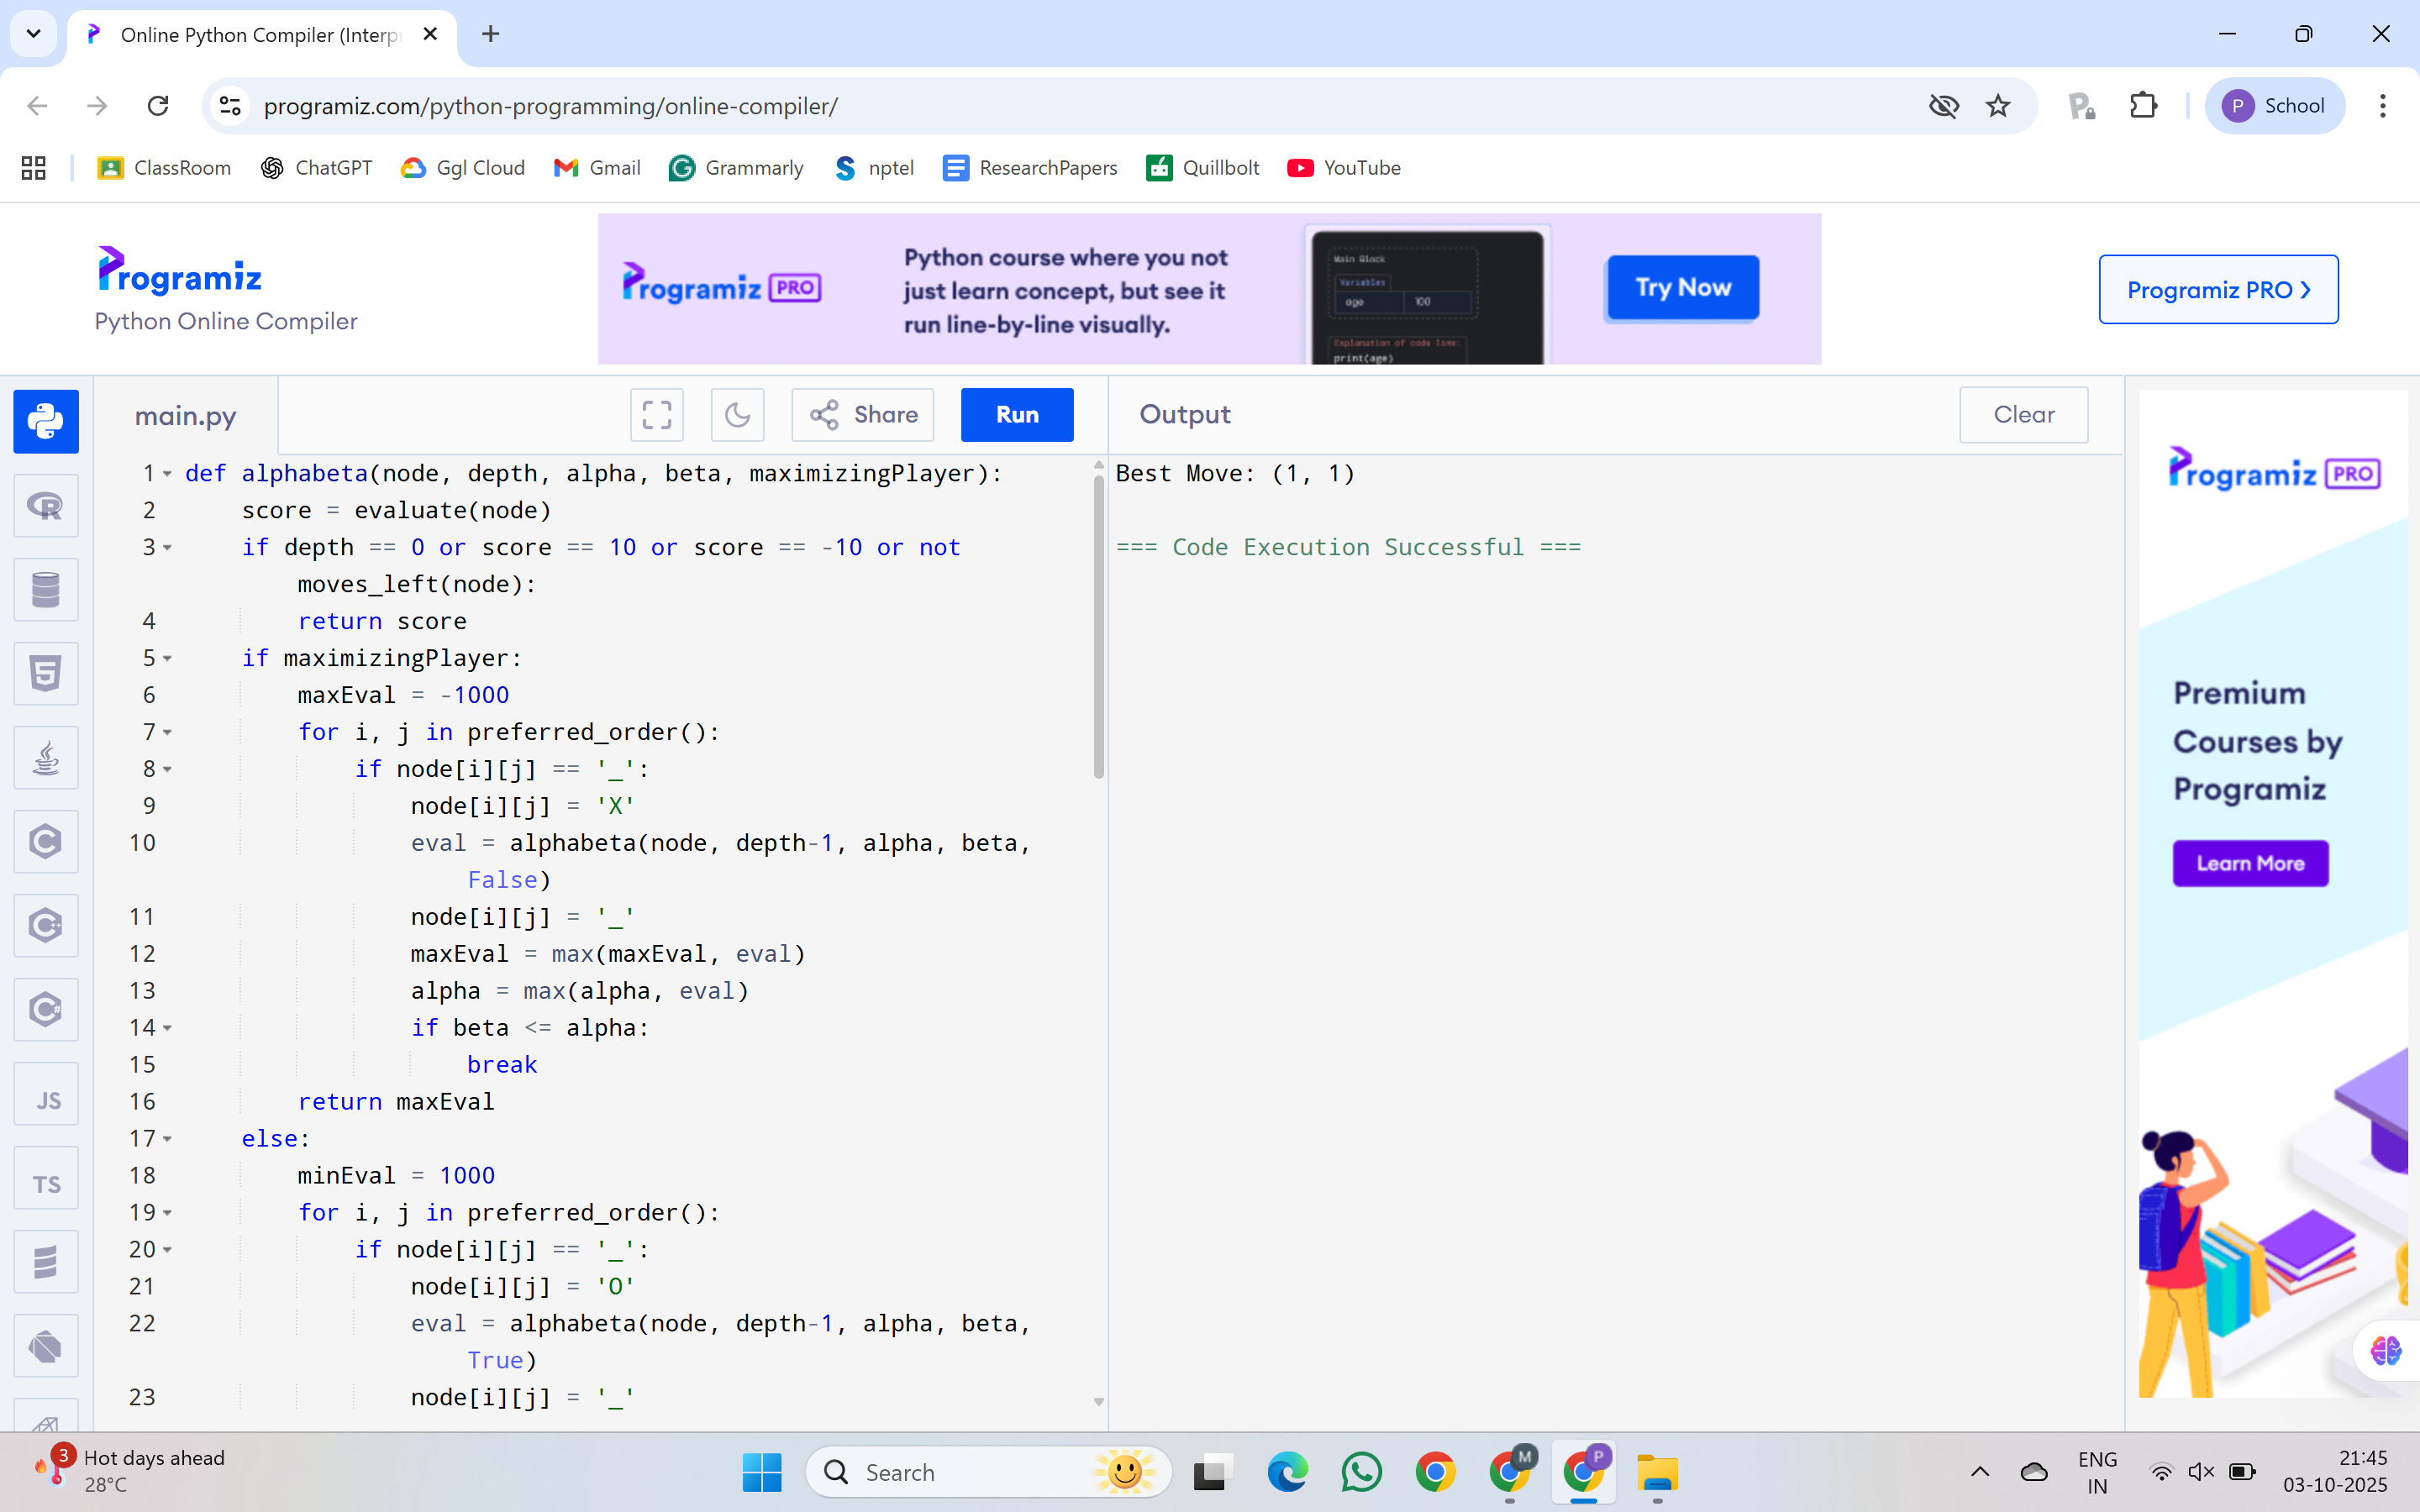 Online Python Compiler (Interp
programiz.com/python-programming/online-compiler/
P School
ClassRoom ChatGPT Ggl Cloud Gmail Grammarly nptel ResearchPapers Quillbolt YouTube
Programiz
Python Online Compiler
Programiz PRO
Python course where you not
just learn concept, but see it
run line-by-line visually.
Main Block
Variables
age 100
Explanation of code line:
print(age)
Try Now
Programiz PRO ❯
main.py
Share
Run
Output
Clear
1 def alphabeta(node, depth, alpha, beta, maximizingPlayer):
2 score = evaluate(node)
3 if depth == 0 or score == 10 or score == -10 or not
moves_left(node):
4 return score
5 if maximizingPlayer:
6 maxEval = -1000
7 for i, j in preferred_order():
8 if node[i][j] == '_':
9 node[i][j] = 'X'
10 eval = alphabeta(node, depth-1, alpha, beta,
False)
11 node[i][j] = '_'
12 maxEval = max(maxEval, eval)
13 alpha = max(alpha, eval)
14 if beta <= alpha:
15 break
16 return maxEval
17 else:
18 minEval = 1000
19 for i, j in preferred_order():
20 if node[i][j] == '_':
21 node[i][j] = 'O'
22 eval = alphabeta(node, depth-1, alpha, beta,
True)
23 node[i][j] = '_'
Best Move: (1, 1)
=== Code Execution Successful ===
JS
TS
Programiz PRO
Premium
Courses by
Programiz
Learn More
3
Hot days ahead
28°C
Search
M
P
ENG
IN
21:45
03-10-2025